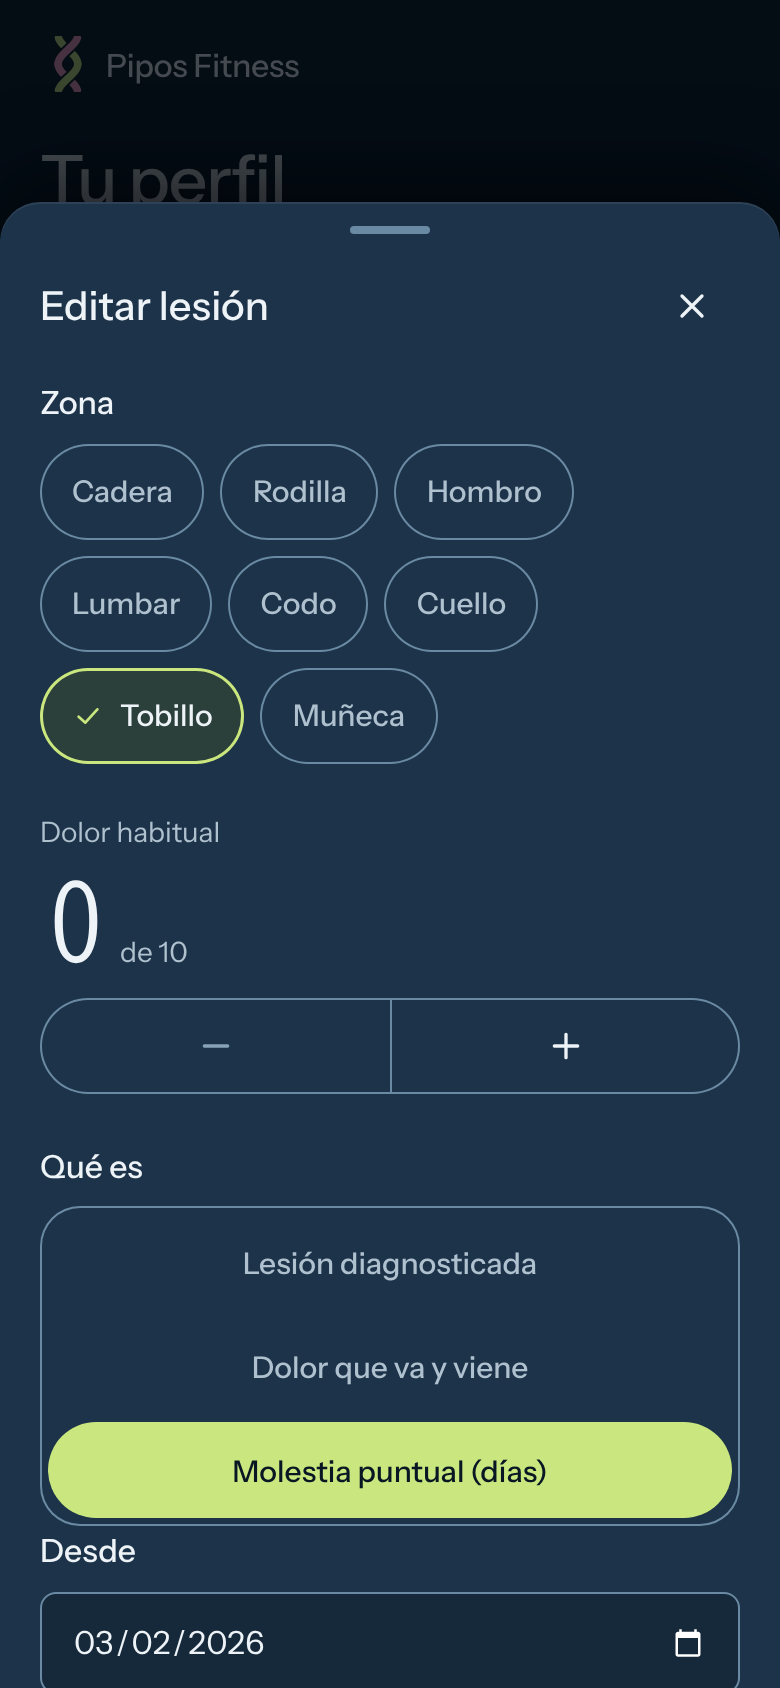 Pipos Fitness
Tu perfil
Editar lesión
Zona
Cadera
Rodilla
Hombro
Lumbar
Codo
Cuello
Tobillo
Muñeca
Dolor habitual
0 de 10
Qué es
Lesión diagnosticada
Dolor que va y viene
Molestia puntual (días)
Desde
03/02/2026